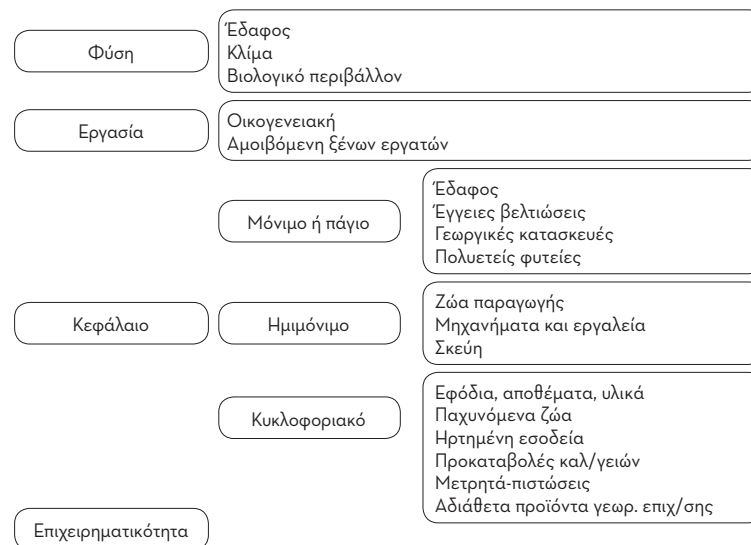 Φύση
Έδαφος
Κλίμα
Βιολογικό περιβάλλον
Εργασία
Οικογενειακή
Αμοιβόμενη ξένων εργατών
Κεφάλαιο
Μόνιμο ή πάγιο
Έδαφος
Έγγειες βελτιώσεις
Γεωργικές κατασκευές
Πολυετείς φυτείες
Ημιμόνιμο
Ζώα παραγωγής
Μηχανήματα και εργαλεία
Σκεύη
Κυκλοφοριακό
Εφόδια, αποθέματα, υλικά
Παχυνόμενα ζώα
Ηρτημένη εσοδεία
Προκαταβολές καλ/γειών
Μετρητά-πιστώσεις
Αδιάθετα προϊόντα γεωρ. επιχ/σης
Επιχειρηματικότητα